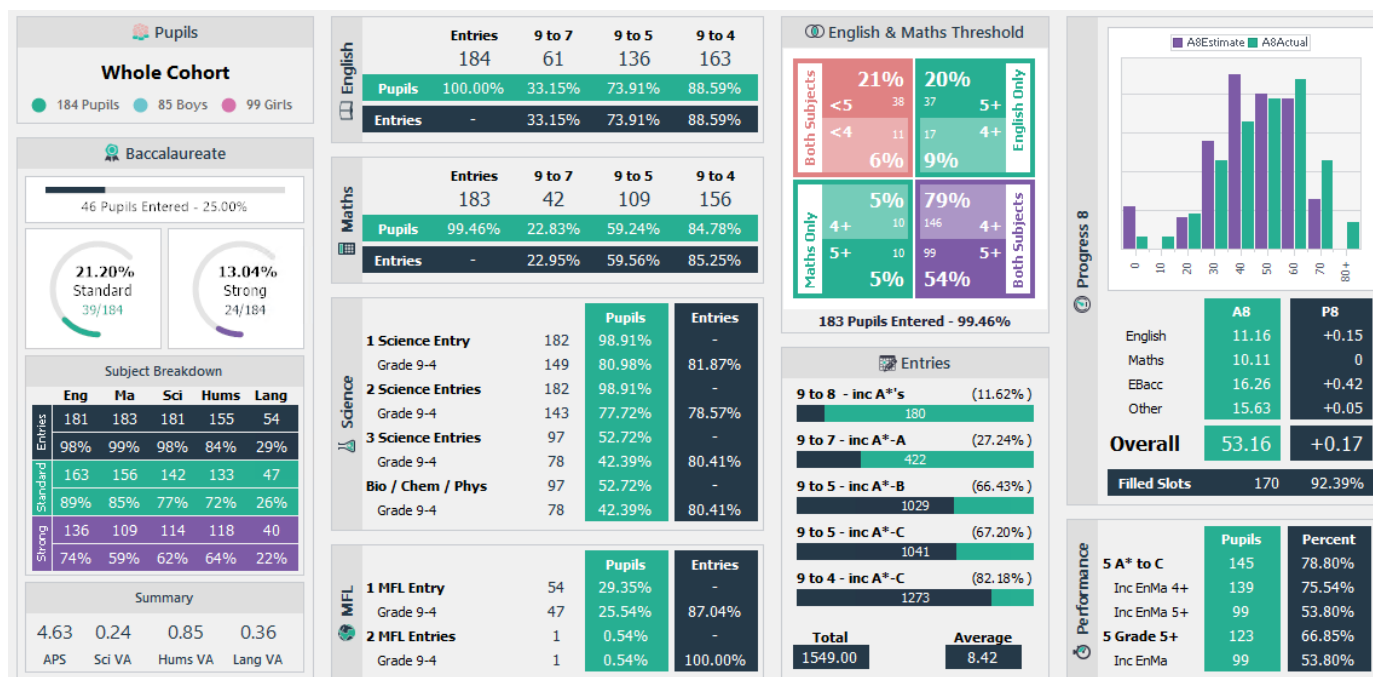 Pupils
Whole Cohort
184 Pupils 85 Boys 99 Girls
Baccalaureate
46 Pupils Entered - 25.00%
21.20% 13.04%
Standard Strong
39/184 24/184
Subject Breakdown
Eng Ma Sci Hums Lang
Entries
181 183 181 155 54
98% 99% 98% 84% 29%
Standard
163 156 142 133 47
89% 85% 77% 72% 26%
Strong
136 109 114 118 40
74% 59% 62% 64% 22%
Summary
4.63 0.24 0.85 0.36
APS Sci VA Hums VA Lang VA
English
Entries 9 to 7 9 to 5 9 to 4
184 61 136 163
Pupils 100.00% 33.15% 73.91% 88.59%
Entries - 33.15% 73.91% 88.59%
Maths
Entries 9 to 7 9 to 5 9 to 4
183 42 109 156
Pupils 99.46% 22.83% 59.24% 84.78%
Entries - 22.95% 59.56% 85.25%
Science
Pupils Entries
1 Science Entry 182 98.91% -
Grade 9-4 149 80.98% 81.87%
2 Science Entries 182 98.91% -
Grade 9-4 143 77.72% 78.57%
3 Science Entries 97 52.72% -
Grade 9-4 78 42.39% 80.41%
Bio / Chem / Phys 97 52.72% -
Grade 9-4 78 42.39% 80.41%
MFL
Pupils Entries
1 MFL Entry 54 29.35% -
Grade 9-4 47 25.54% 87.04%
2 MFL Entries 1 0.54% -
Grade 9-4 1 0.54% 100.00%
English & Maths Threshold
Both Subjects
21%
<5 38
<4 11
6%
English Only
20%
37 5+
17 4+
9%
Maths Only
5%
4+ 10
5+ 10
5%
Both Subjects
79%
146 4+
99 5+
54%
183 Pupils Entered - 99.46%
Entries
9 to 8 - inc A*'s (11.62%)
180
9 to 7 - inc A*-A (27.24%)
422
9 to 5 - inc A*-B (66.43%)
1029
9 to 5 - inc A*-C (67.20%)
1041
9 to 4 - inc A*-C (82.18%)
1273
Total Average
1549.00 8.42
Progress 8
A8Estimate A8Actual
0 10 20 30 40 50 60 70 80+
A8 P8
English 11.16 +0.15
Maths 10.11 0
EBacc 16.26 +0.42
Other 15.63 +0.05
Overall 53.16 +0.17
Filled Slots 170 92.39%
Performance
Pupils Percent
5 A* to C 145 78.80%
Inc EnMa 4+ 139 75.54%
Inc EnMa 5+ 99 53.80%
5 Grade 5+ 123 66.85%
Inc EnMa 99 53.80%